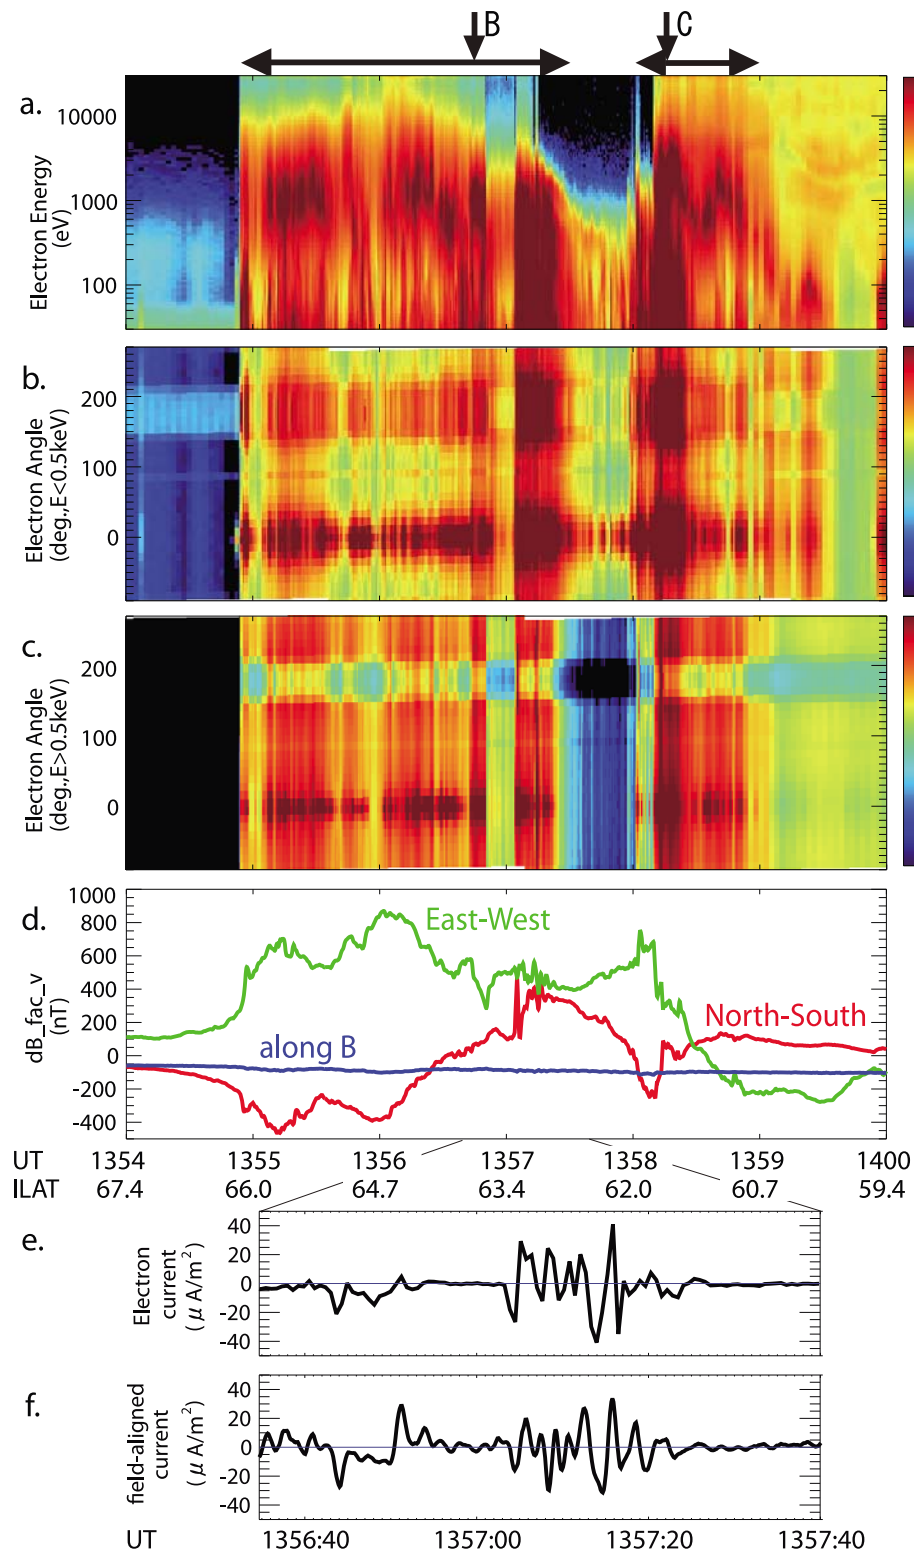 B C
a.
10000
1000
100
Electron Energy
(eV)
b.
200
100
0
Electron Angle
(deg.,E<0.5keV)
c.
200
100
0
Electron Angle
(deg.,E>0.5keV)
d.
1000
800
600
400
200
0
-200
-400
dB_fac_v
(nT)
East-West
North-South
along B
UT 1354 1355 1356 1357 1358 1359 1400
ILAT 67.4 66.0 64.7 63.4 62.0 60.7 59.4
e.
40
20
0
-20
-40
Electron
current
(μ A/m²)
f.
40
20
0
-20
-40
field-aligned
current
(μ A/m²)
UT 1356:40 1357:00 1357:20 1357:40